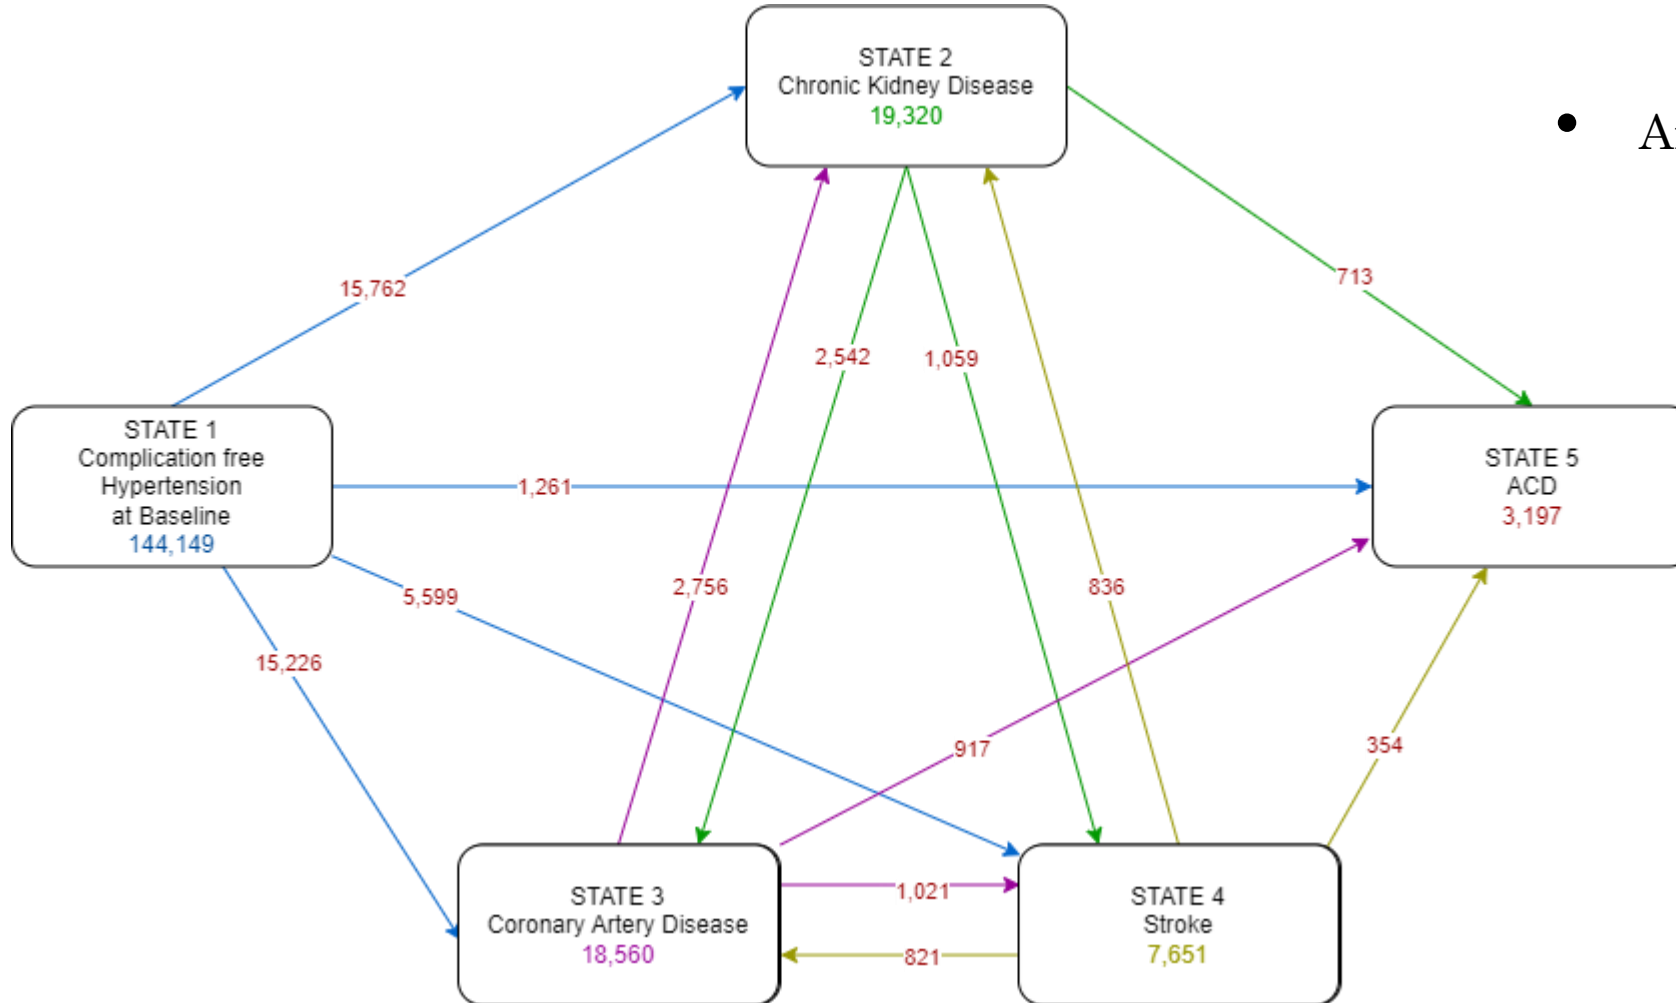 STATE 2
Chronic Kidney Disease
19,320
15,762
713
2,542
1,059
STATE 1
Complication free
Hypertension
at Baseline
144,149
1,261
STATE 5
ACD
3,197
5,599
2,756
836
15,226
917
354
STATE 3
Coronary Artery Disease
18,560
1,021
821
STATE 4
Stroke
7,651